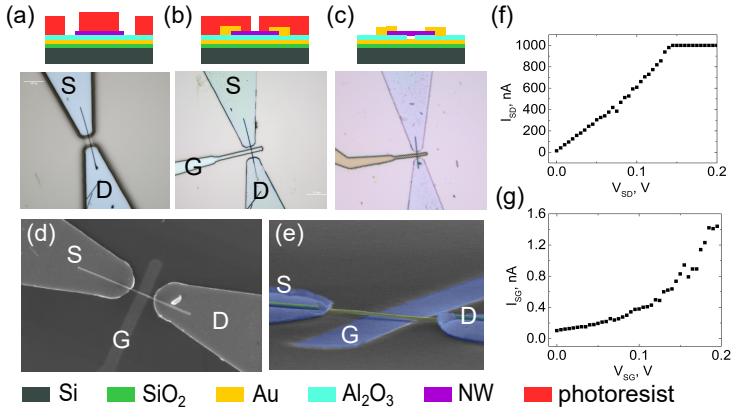 (a)
(b)
(c)
S
D
S
G
D
(d)
S
G
D
(e)
S
G
D
(f)
I_SD, nA
1000
800
600
400
200
0
0.0 0.1 0.2
V_SD, V
(g)
I_SG, nA
1.6
1.2
0.8
0.4
0.0
0.0 0.1 0.2
V_SG, V
Si SiO₂ Au Al₂O₃ NW photoresist